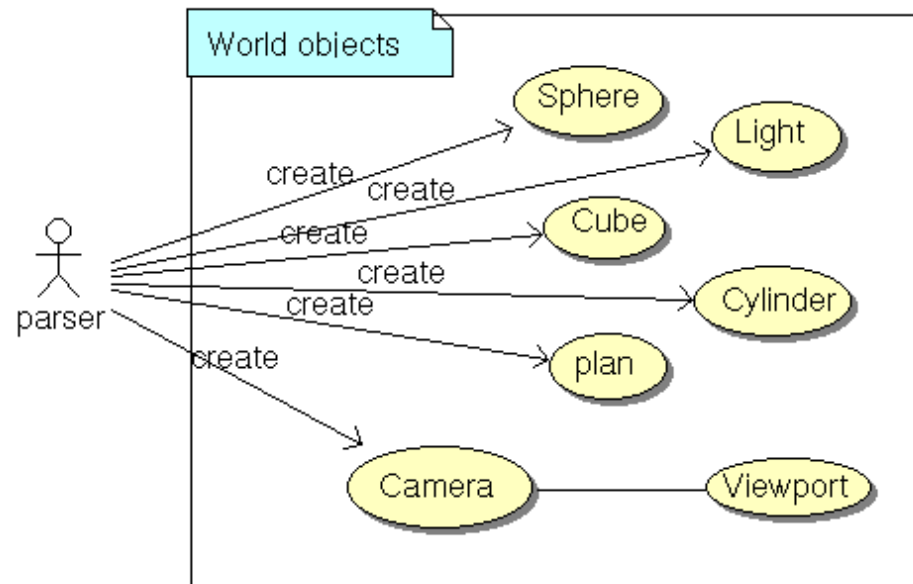 World objects
Sphere
Light
create
create
Cube
create
create
Cylinder
create
parser
plan
create
Camera
Viewport